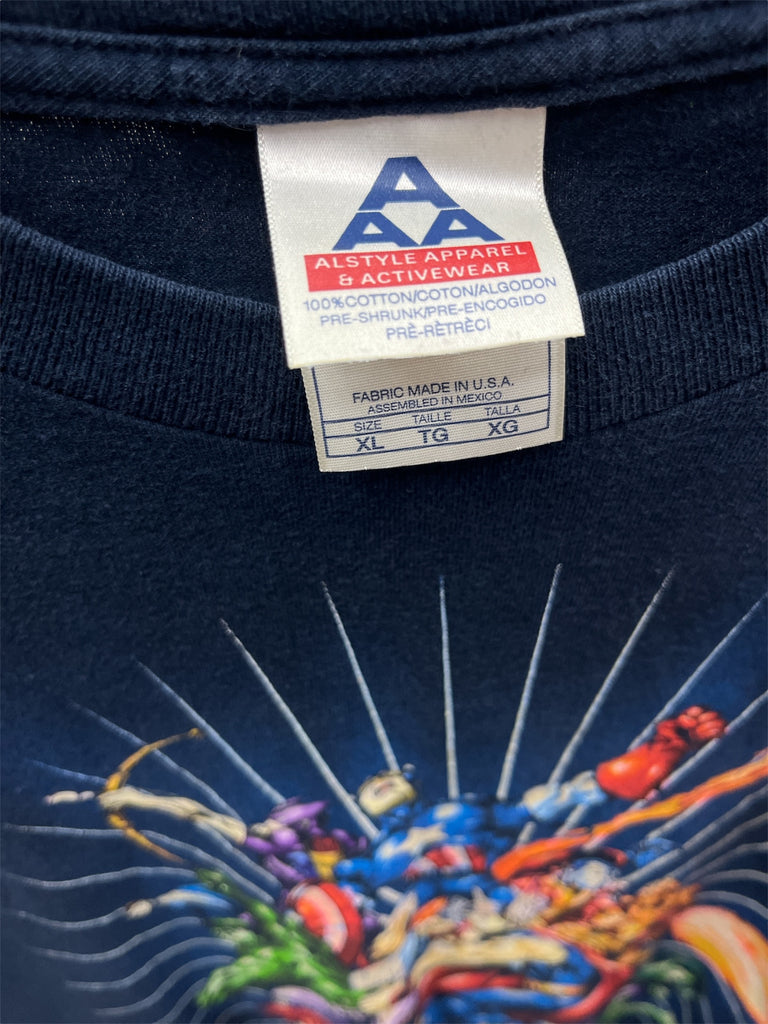 A
AA
ALSTYLE APPAREL
& ACTIVEWEAR
100%COTTON/COTON/ALGODON
PRE-SHRUNK/PRE-ENCOGIDO
PRÈ-RÈTRÈCI
FABRIC MADE IN U.S.A.
ASSEMBLED IN MEXICO
SIZE TAILLE TALLA
XL TG XG